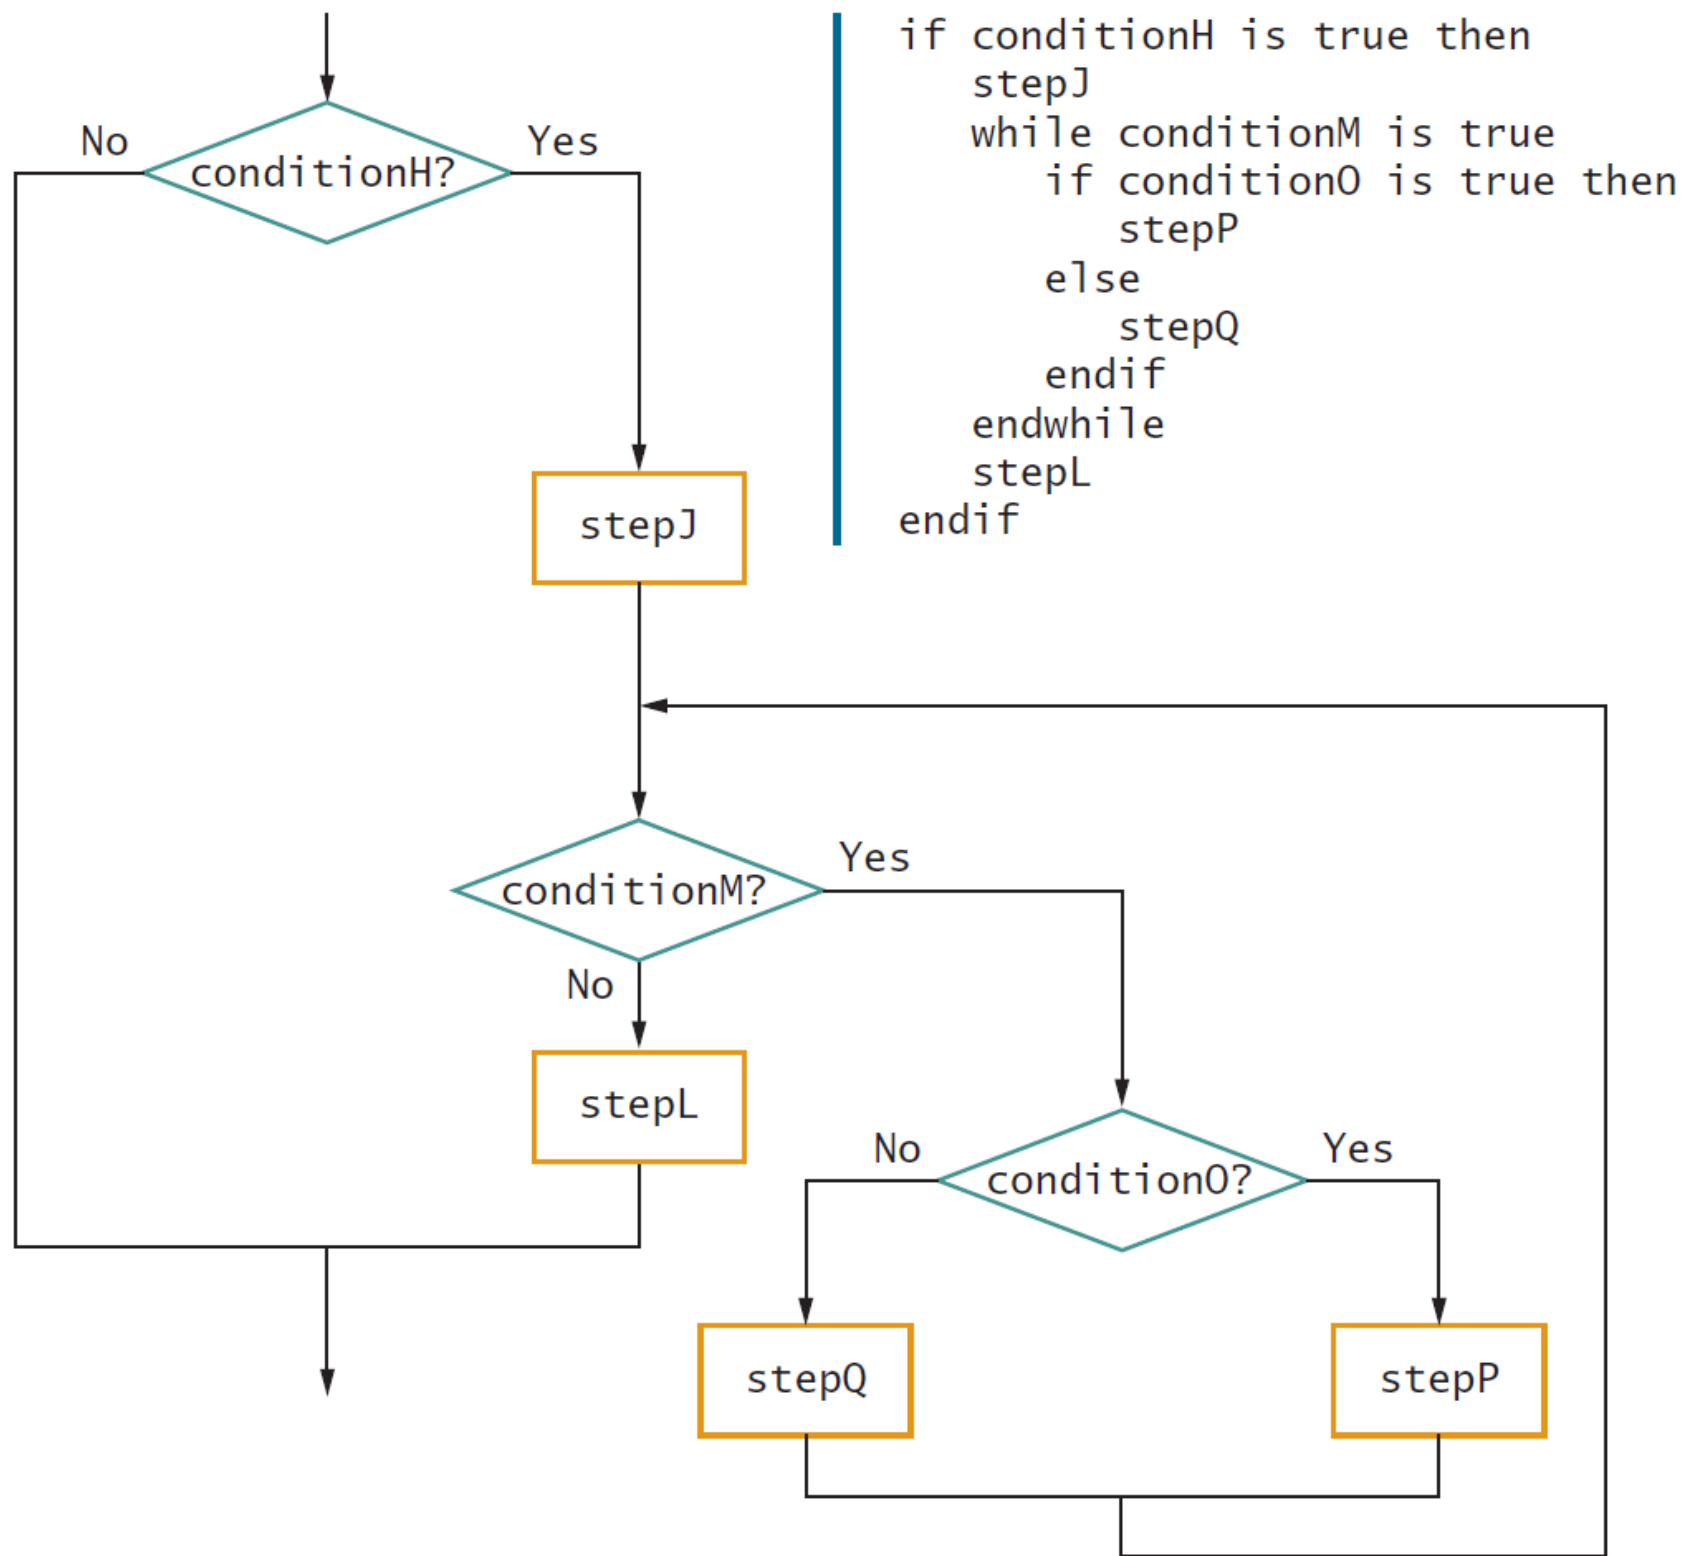 if conditionH is true then
stepJ
while conditionM is true
if conditionO is true then
stepP
else
stepQ
endif
endwhile
stepL
endif
No
conditionH?
Yes
stepJ
conditionM?
Yes
No
stepL
No
conditionO?
Yes
stepQ
stepP